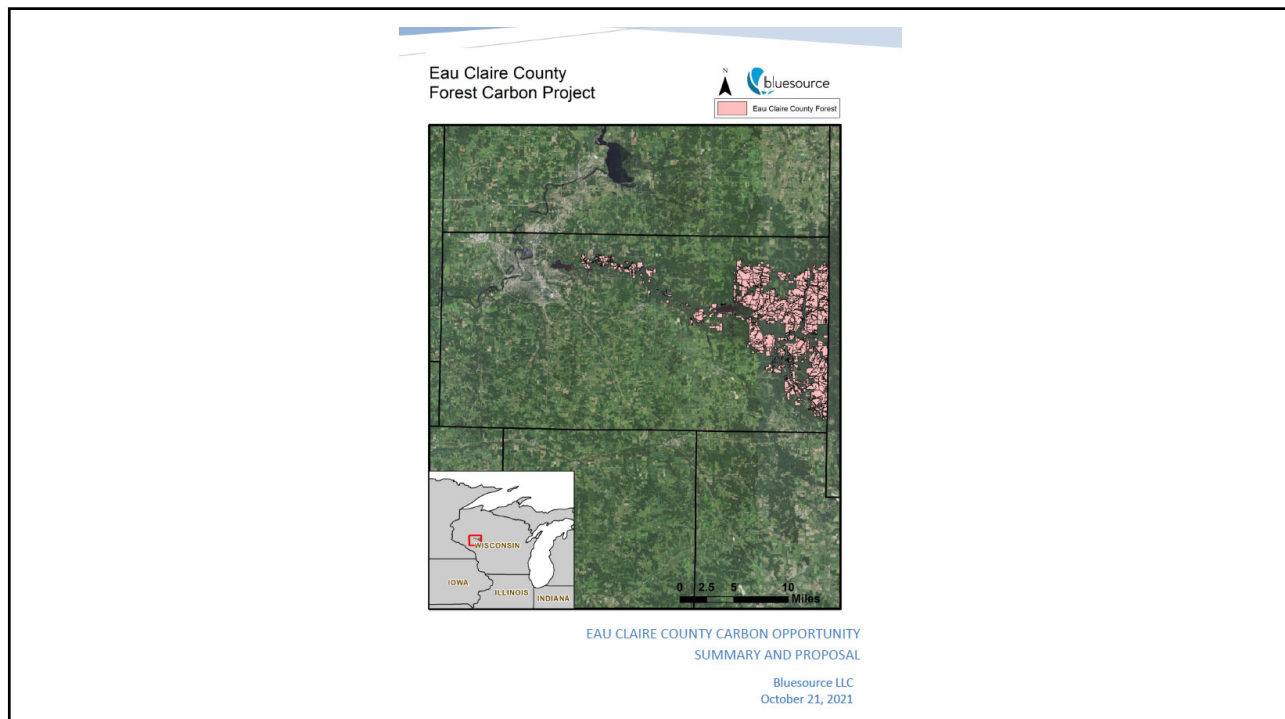 Eau Claire County
Forest Carbon Project
N
bluesource
Eau Claire County Forest
WISCONSIN
IOWA
ILLINOIS
INDIANA
0 2.5 5 10
Miles
EAU CLAIRE COUNTY CARBON OPPORTUNITY
SUMMARY AND PROPOSAL
Bluesource LLC
October 21, 2021